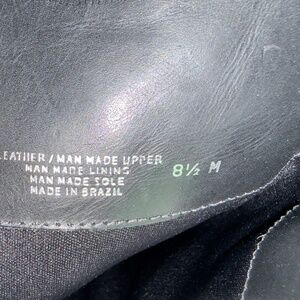 LEATHER / MAN MADE UPPER
MAN MADE LINING
MAN MADE SOLE
MADE IN BRAZIL
8½ M